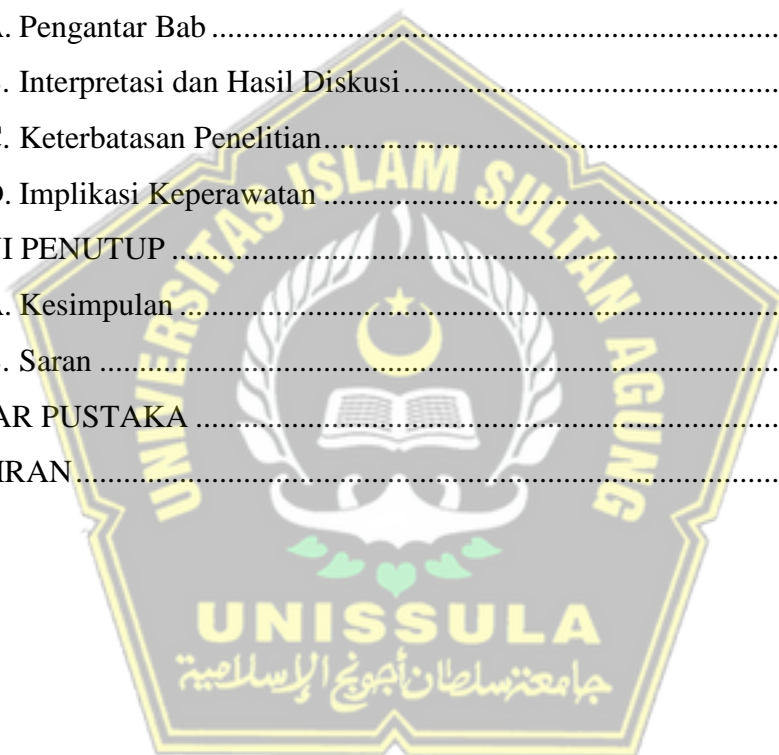 . Pengantar Bab ........................................................................
. Interpretasi dan Hasil Diskusi ...............................................
C. Keterbatasan Penelitian .........................................................
D. Implikasi Keperawatan .........................................................
VI PENUTUP ............................................................................
. Kesimpulan ...........................................................................
. Saran .....................................................................................
AR PUSTAKA .........................................................................
IRAN ........................................................................................
UNIVERSITAS ISLAM SULTAN AGUNG
UNISSULA
جامعة سلطان أجونج الإسلامية